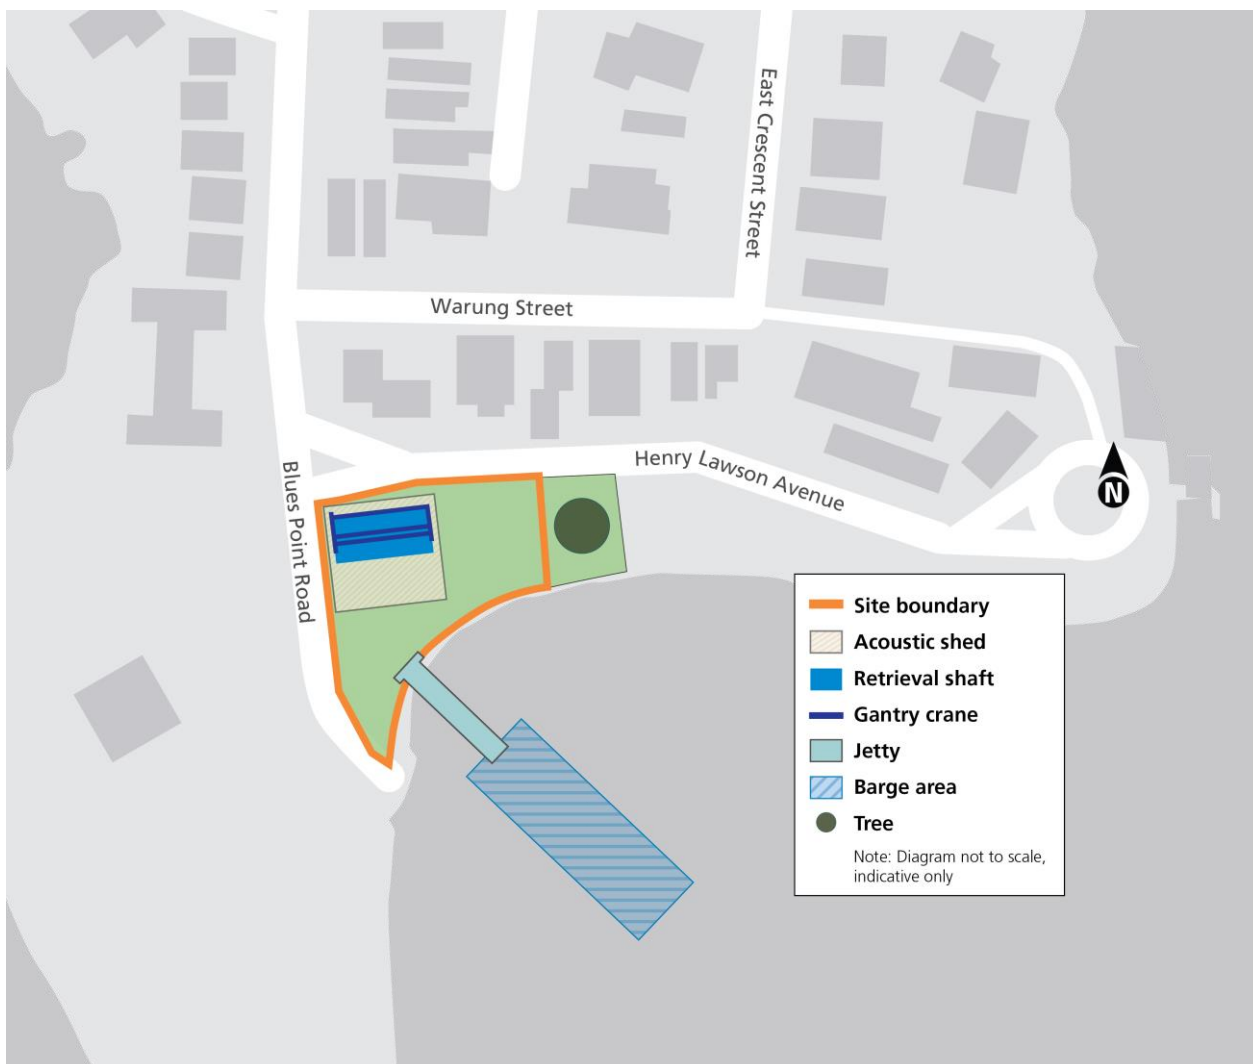 East Crescent Street
Warung Street
Henry Lawson Avenue
Blues Point Road
N
Site boundary
Acoustic shed
Retrieval shaft
Gantry crane
Jetty
Barge area
Tree
Note: Diagram not to scale,
indicative only